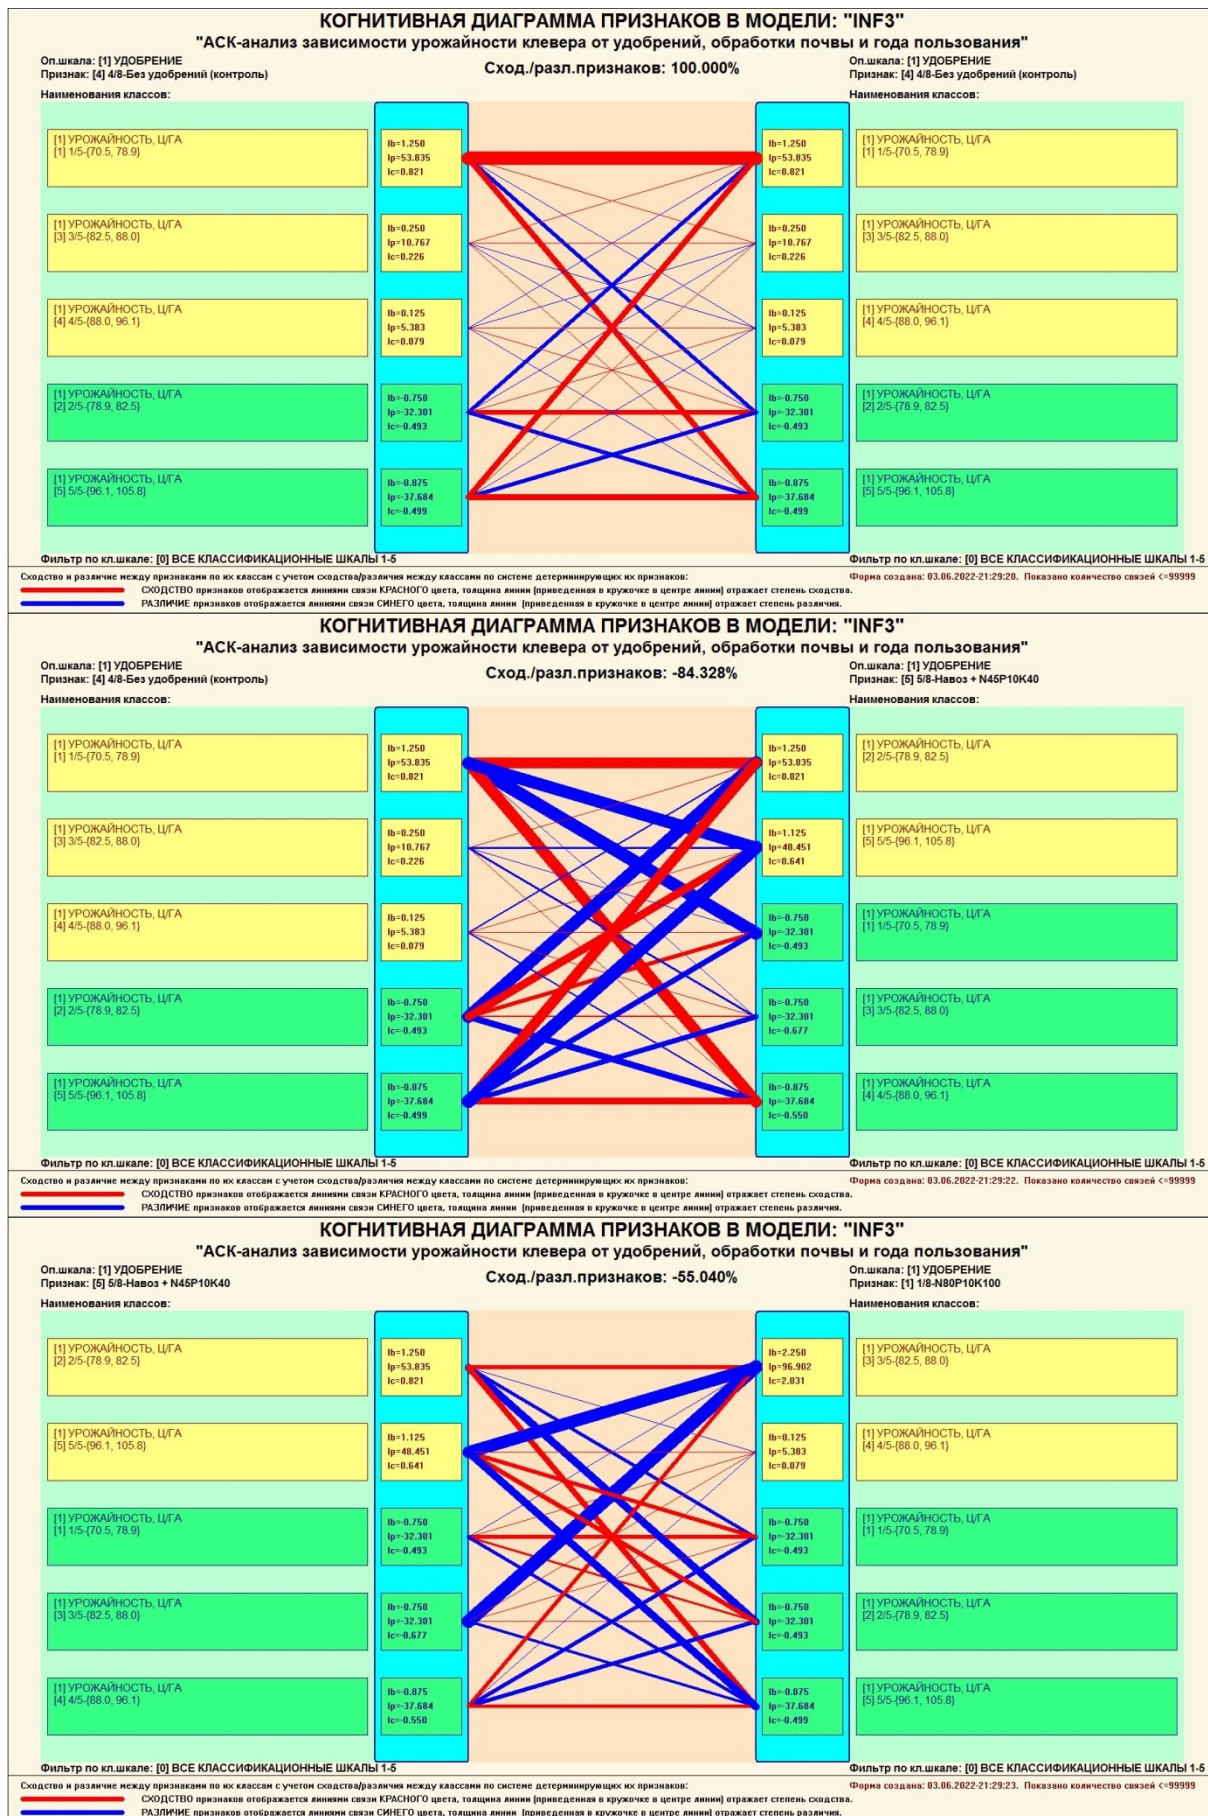 КОГНИТИВНАЯ ДИАГРАММА ПРИЗНАКОВ В МОДЕЛИ: "INF3"
"АСК-анализ зависимости урожайности клевера от удобрений, обработки почвы и года пользования"
Оп.шкала: [1] УДОБРЕНИЕ
Признак: [4] 4/8-Без удобрений (контроль)
Сход./разл.признаков: 100.000%
Оп.шкала: [1] УДОБРЕНИЕ
Признак: [4] 4/8-Без удобрений (контроль)
Наименования классов:
Наименования классов:
[1] УРОЖАЙНОСТЬ, Ц/ГА
[1] 1/5-{70.5, 78.9}
Ib=1.250
Ip=53.835
Ic=0.821
Ib=1.250
Ip=53.835
Ic=0.821
[1] УРОЖАЙНОСТЬ, Ц/ГА
[1] 1/5-{70.5, 78.9}
[1] УРОЖАЙНОСТЬ, Ц/ГА
[3] 3/5-{82.5, 88.0}
Ib=0.250
Ip=10.767
Ic=0.226
Ib=0.250
Ip=10.767
Ic=0.226
[1] УРОЖАЙНОСТЬ, Ц/ГА
[3] 3/5-{82.5, 88.0}
[1] УРОЖАЙНОСТЬ, Ц/ГА
[4] 4/5-{88.0, 96.1}
Ib=0.125
Ip=5.383
Ic=0.079
Ib=0.125
Ip=5.383
Ic=0.079
[1] УРОЖАЙНОСТЬ, Ц/ГА
[4] 4/5-{88.0, 96.1}
[1] УРОЖАЙНОСТЬ, Ц/ГА
[2] 2/5-{78.9, 82.5}
Ib=-0.750
Ip=-32.301
Ic=-0.493
Ib=-0.750
Ip=-32.301
Ic=-0.493
[1] УРОЖАЙНОСТЬ, Ц/ГА
[2] 2/5-{78.9, 82.5}
[1] УРОЖАЙНОСТЬ, Ц/ГА
[5] 5/5-{96.1, 105.8}
Ib=-0.875
Ip=-37.684
Ic=-0.499
Ib=-0.875
Ip=-37.684
Ic=-0.499
[1] УРОЖАЙНОСТЬ, Ц/ГА
[5] 5/5-{96.1, 105.8}
Фильтр по кл.шкале: [0] ВСЕ КЛАССИФИКАЦИОННЫЕ ШКАЛЫ 1-5
Фильтр по кл.шкале: [0] ВСЕ КЛАССИФИКАЦИОННЫЕ ШКАЛЫ 1-5
Сходство и различие между признаками по их классам с учетом сходства/различия между классами по системе детерминирующих их признаков:
Форма создана: 03.06.2022-21:29:20. Показано количество связей <=99999
СХОДСТВО признаков отображается линиями связи КРАСНОГО цвета, толщина линии (приведенная в кружочке в центре линии) отражает степень сходства.
РАЗЛИЧИЕ признаков отображается линиями связи СИНЕГО цвета, толщина линии (приведенная в кружочке в центре линии) отражает степень различия.
КОГНИТИВНАЯ ДИАГРАММА ПРИЗНАКОВ В МОДЕЛИ: "INF3"
"АСК-анализ зависимости урожайности клевера от удобрений, обработки почвы и года пользования"
Оп.шкала: [1] УДОБРЕНИЕ
Признак: [4] 4/8-Без удобрений (контроль)
Сход./разл.признаков: -84.328%
Оп.шкала: [1] УДОБРЕНИЕ
Признак: [5] 5/8-Навоз + N45P10K40
Наименования классов:
Наименования классов:
[1] УРОЖАЙНОСТЬ, Ц/ГА
[1] 1/5-{70.5, 78.9}
Ib=1.250
Ip=53.835
Ic=0.821
Ib=1.250
Ip=53.835
Ic=0.821
[1] УРОЖАЙНОСТЬ, Ц/ГА
[2] 2/5-{78.9, 82.5}
[1] УРОЖАЙНОСТЬ, Ц/ГА
[3] 3/5-{82.5, 88.0}
Ib=0.250
Ip=10.767
Ic=0.226
Ib=1.125
Ip=48.451
Ic=0.641
[1] УРОЖАЙНОСТЬ, Ц/ГА
[5] 5/5-{96.1, 105.8}
[1] УРОЖАЙНОСТЬ, Ц/ГА
[4] 4/5-{88.0, 96.1}
Ib=0.125
Ip=5.383
Ic=0.079
Ib=-0.750
Ip=-32.301
Ic=-0.493
[1] УРОЖАЙНОСТЬ, Ц/ГА
[1] 1/5-{70.5, 78.9}
[1] УРОЖАЙНОСТЬ, Ц/ГА
[2] 2/5-{78.9, 82.5}
Ib=-0.750
Ip=-32.301
Ic=-0.493
Ib=-0.750
Ip=-32.301
Ic=-0.677
[1] УРОЖАЙНОСТЬ, Ц/ГА
[3] 3/5-{82.5, 88.0}
[1] УРОЖАЙНОСТЬ, Ц/ГА
[5] 5/5-{96.1, 105.8}
Ib=-0.875
Ip=-37.684
Ic=-0.499
Ib=-0.875
Ip=-37.684
Ic=-0.550
[1] УРОЖАЙНОСТЬ, Ц/ГА
[4] 4/5-{88.0, 96.1}
Фильтр по кл.шкале: [0] ВСЕ КЛАССИФИКАЦИОННЫЕ ШКАЛЫ 1-5
Фильтр по кл.шкале: [0] ВСЕ КЛАССИФИКАЦИОННЫЕ ШКАЛЫ 1-5
Сходство и различие между признаками по их классам с учетом сходства/различия между классами по системе детерминирующих их признаков:
Форма создана: 03.06.2022-21:29:22. Показано количество связей <=99999
СХОДСТВО признаков отображается линиями связи КРАСНОГО цвета, толщина линии (приведенная в кружочке в центре линии) отражает степень сходства.
РАЗЛИЧИЕ признаков отображается линиями связи СИНЕГО цвета, толщина линии (приведенная в кружочке в центре линии) отражает степень различия.
КОГНИТИВНАЯ ДИАГРАММА ПРИЗНАКОВ В МОДЕЛИ: "INF3"
"АСК-анализ зависимости урожайности клевера от удобрений, обработки почвы и года пользования"
Оп.шкала: [1] УДОБРЕНИЕ
Признак: [5] 5/8-Навоз + N45P10K40
Сход./разл.признаков: -55.040%
Оп.шкала: [1] УДОБРЕНИЕ
Признак: [1] 1/8-N80P10K100
Наименования классов:
Наименования классов:
[1] УРОЖАЙНОСТЬ, Ц/ГА
[2] 2/5-{78.9, 82.5}
Ib=1.250
Ip=53.835
Ic=0.821
Ib=2.250
Ip=96.902
Ic=2.031
[1] УРОЖАЙНОСТЬ, Ц/ГА
[3] 3/5-{82.5, 88.0}
[1] УРОЖАЙНОСТЬ, Ц/ГА
[5] 5/5-{96.1, 105.8}
Ib=1.125
Ip=48.451
Ic=0.641
Ib=0.125
Ip=5.383
Ic=0.079
[1] УРОЖАЙНОСТЬ, Ц/ГА
[4] 4/5-{88.0, 96.1}
[1] УРОЖАЙНОСТЬ, Ц/ГА
[1] 1/5-{70.5, 78.9}
Ib=-0.750
Ip=-32.301
Ic=-0.493
Ib=-0.750
Ip=-32.301
Ic=-0.493
[1] УРОЖАЙНОСТЬ, Ц/ГА
[1] 1/5-{70.5, 78.9}
[1] УРОЖАЙНОСТЬ, Ц/ГА
[3] 3/5-{82.5, 88.0}
Ib=-0.750
Ip=-32.301
Ic=-0.677
Ib=-0.750
Ip=-32.301
Ic=-0.493
[1] УРОЖАЙНОСТЬ, Ц/ГА
[2] 2/5-{78.9, 82.5}
[1] УРОЖАЙНОСТЬ, Ц/ГА
[4] 4/5-{88.0, 96.1}
Ib=-0.875
Ip=-37.684
Ic=-0.550
Ib=-0.875
Ip=-37.684
Ic=-0.499
[1] УРОЖАЙНОСТЬ, Ц/ГА
[5] 5/5-{96.1, 105.8}
Фильтр по кл.шкале: [0] ВСЕ КЛАССИФИКАЦИОННЫЕ ШКАЛЫ 1-5
Фильтр по кл.шкале: [0] ВСЕ КЛАССИФИКАЦИОННЫЕ ШКАЛЫ 1-5
Сходство и различие между признаками по их классам с учетом сходства/различия между классами по системе детерминирующих их признаков:
Форма создана: 03.06.2022-21:29:23. Показано количество связей <=99999
СХОДСТВО признаков отображается линиями связи КРАСНОГО цвета, толщина линии (приведенная в кружочке в центре линии) отражает степень сходства.
РАЗЛИЧИЕ признаков отображается линиями связи СИНЕГО цвета, толщина линии (приведенная в кружочке в центре линии) отражает степень различия.